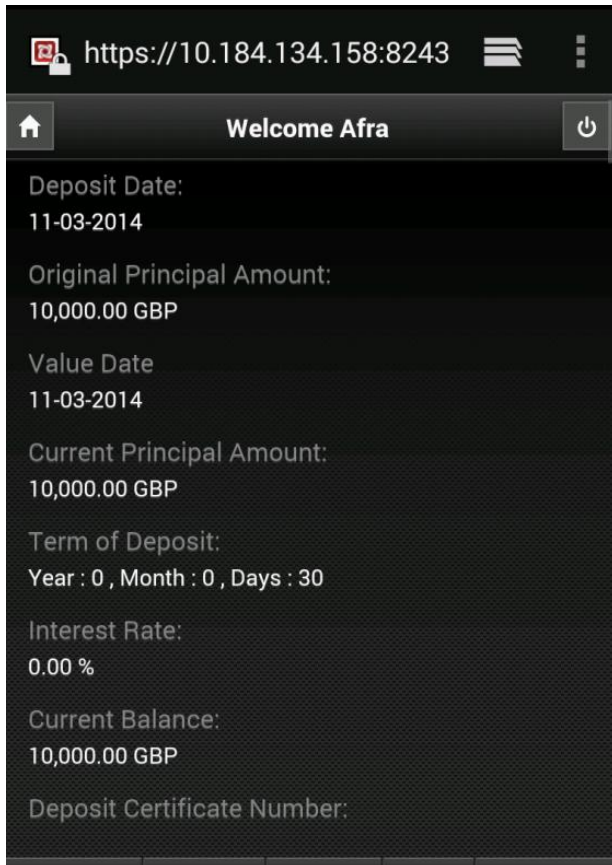 https://10.184.134.158:8243
Welcome Afra
Deposit Date:
11-03-2014
Original Principal Amount:
10,000.00 GBP
Value Date
11-03-2014
Current Principal Amount:
10,000.00 GBP
Term of Deposit:
Year : 0 , Month : 0 , Days : 30
Interest Rate:
0.00 %
Current Balance:
10,000.00 GBP
Deposit Certificate Number: